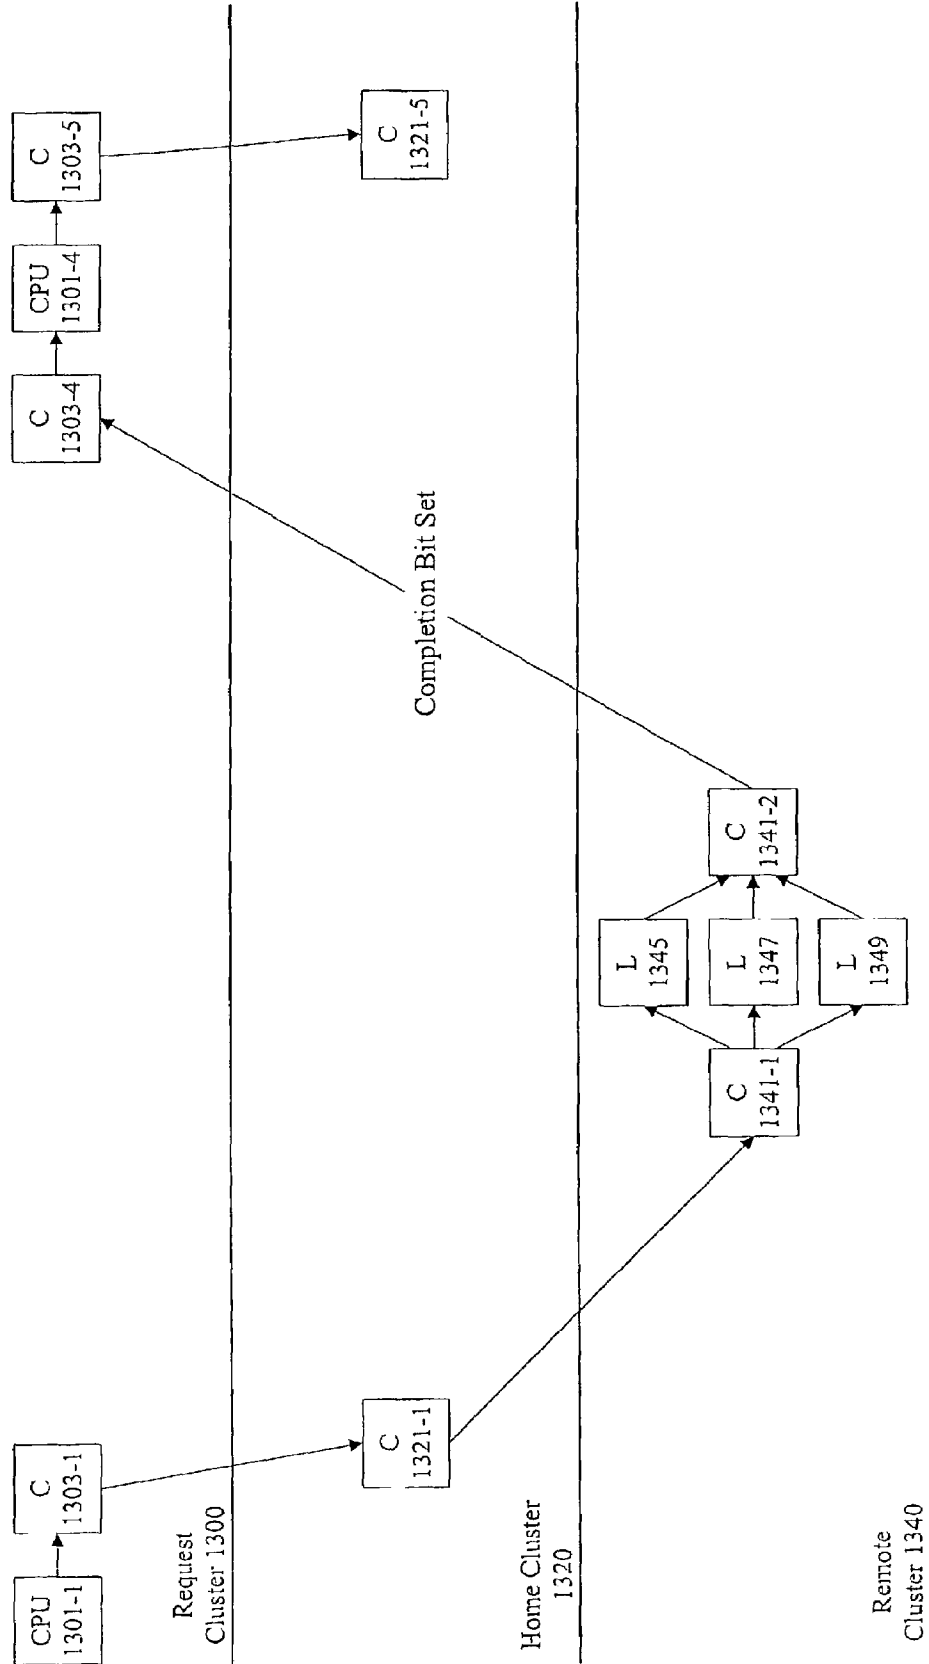 CPU
1301-1
C
1303-1
C
1303-4
CPU
1301-4
C
1303-5
Request
Cluster 1300
C
1321-1
Completion Bit Set
C
1321-5
Home Cluster
1320
C
1341-1
L
1345
L
1347
L
1349
C
1341-2
Remote
Cluster 1340